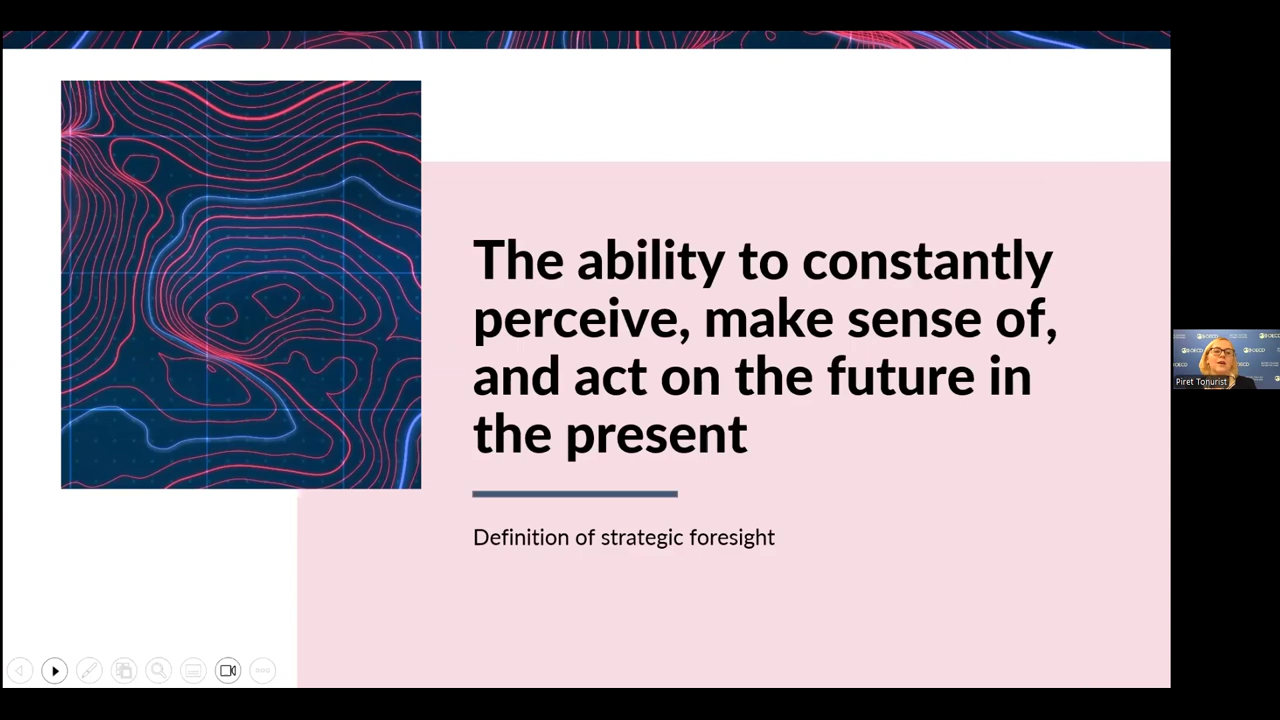 The ability to constantly
perceive, make sense of,
and act on the future in
the present
Definition of strategic foresight
OECD
Piret Tonurist